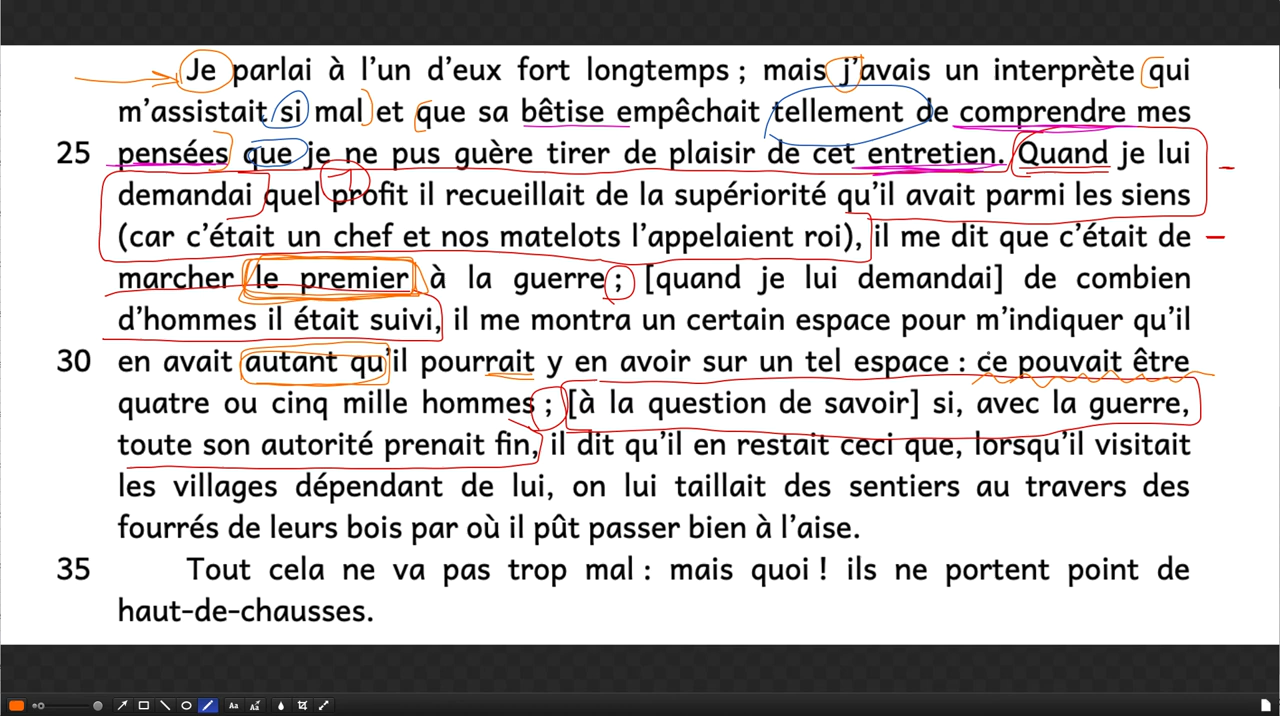 Je parlai à l’un d’eux fort longtemps ; mais j’avais un interprète qui
m’assistait si mal et que sa bêtise empêchait tellement de comprendre mes
25 pensées que je ne pus guère tirer de plaisir de cet entretien. Quand je lui
demandai quel profit il recueillait de la supériorité qu’il avait parmi les siens
(car c’était un chef et nos matelots l’appelaient roi), il me dit que c’était de
marcher le premier à la guerre ; [quand je lui demandai] de combien
d’hommes il était suivi, il me montra un certain espace pour m’indiquer qu’il
30 en avait autant qu’il pourrait y en avoir sur un tel espace : ce pouvait être
quatre ou cinq mille hommes ; [à la question de savoir] si, avec la guerre,
toute son autorité prenait fin, il dit qu’il en restait ceci que, lorsqu’il visitait
les villages dépendant de lui, on lui taillait des sentiers au travers des
fourrés de leurs bois par où il pût passer bien à l’aise.
35 Tout cela ne va pas trop mal : mais quoi ! ils ne portent point de
haut-de-chausses.
Aa Aa